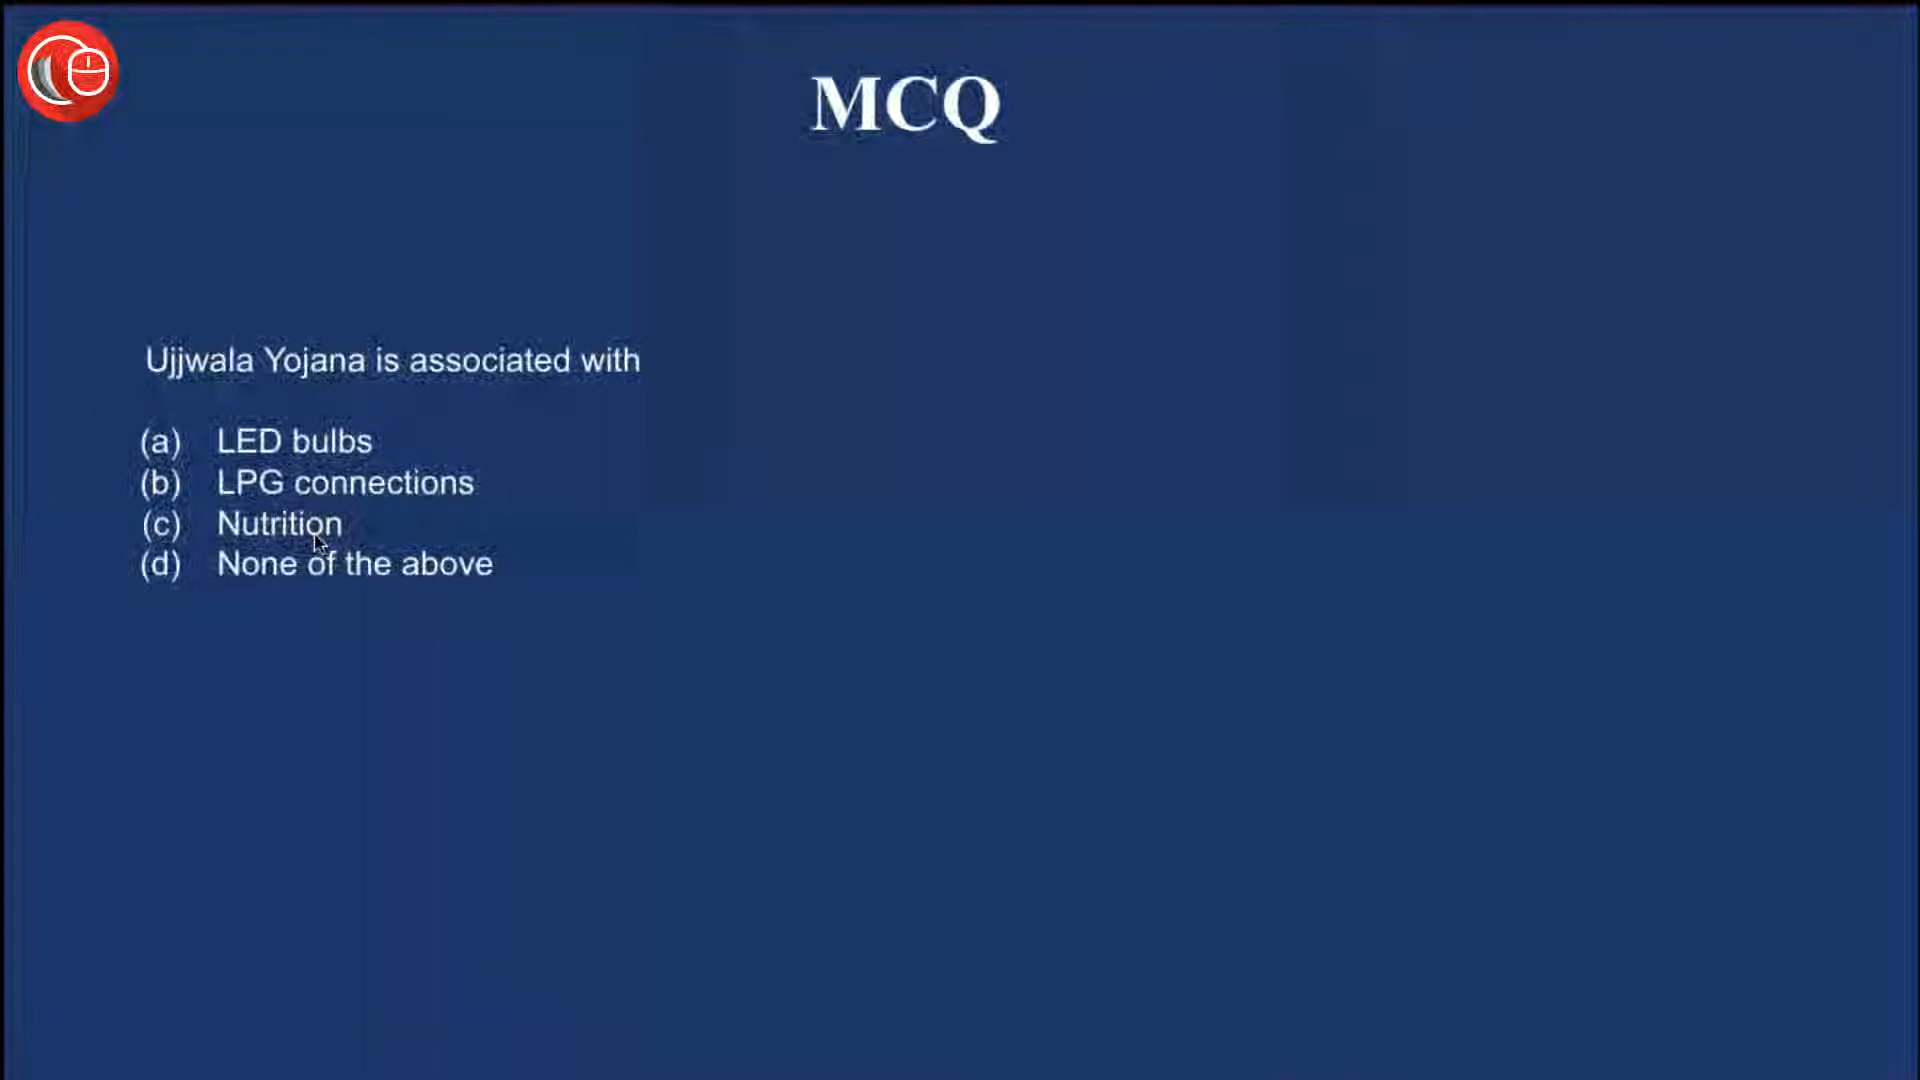 MCQ
Ujjwala Yojana is associated with
(a) LED bulbs
(b) LPG connections
(c) Nutrition
(d) None of the above